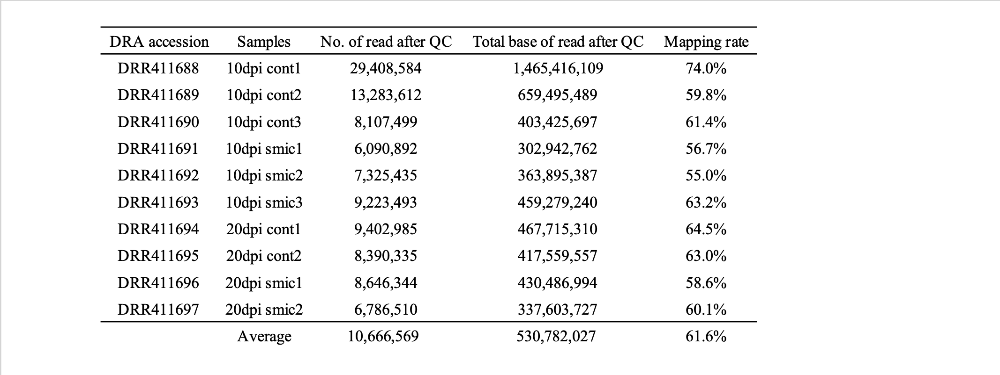 DRA accession Samples No. of read after QC Total base of read after QC Mapping rate
DRR411688 10dpi cont1 29,408,584 1,465,416,109 74.0%
DRR411689 10dpi cont2 13,283,612 659,495,489 59.8%
DRR411690 10dpi cont3 8,107,499 403,425,697 61.4%
DRR411691 10dpi smic1 6,090,892 302,942,762 56.7%
DRR411692 10dpi smic2 7,325,435 363,895,387 55.0%
DRR411693 10dpi smic3 9,223,493 459,279,240 63.2%
DRR411694 20dpi cont1 9,402,985 467,715,310 64.5%
DRR411695 20dpi cont2 8,390,335 417,559,557 63.0%
DRR411696 20dpi smic1 8,646,344 430,486,994 58.6%
DRR411697 20dpi smic2 6,786,510 337,603,727 60.1%
Average 10,666,569 530,782,027 61.6%